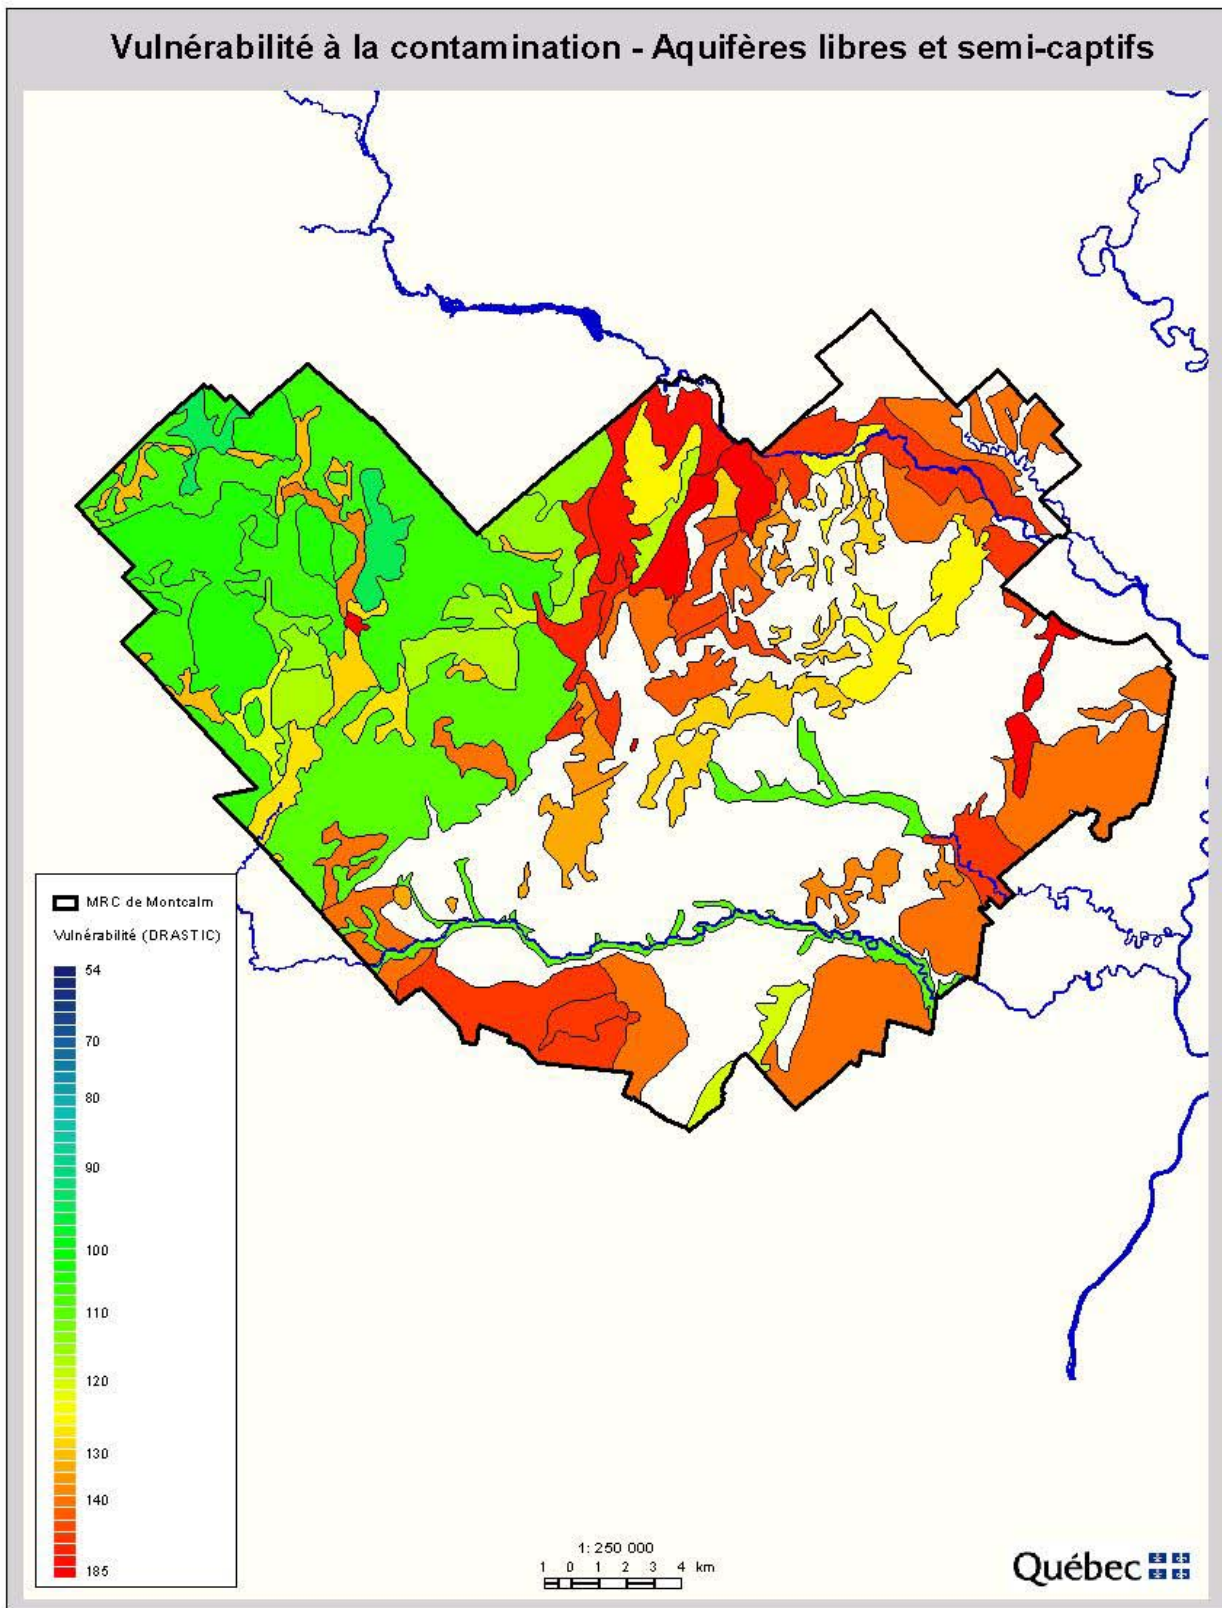 Vulnérabilité à la contamination - Aquifères libres et semi-captifs
MRC de Montcalm
Vulnérabilité (DRASTIC)
54
70
80
90
100
110
120
130
140
185
1: 250 000
1 0 1 2 3 4 km
Québec